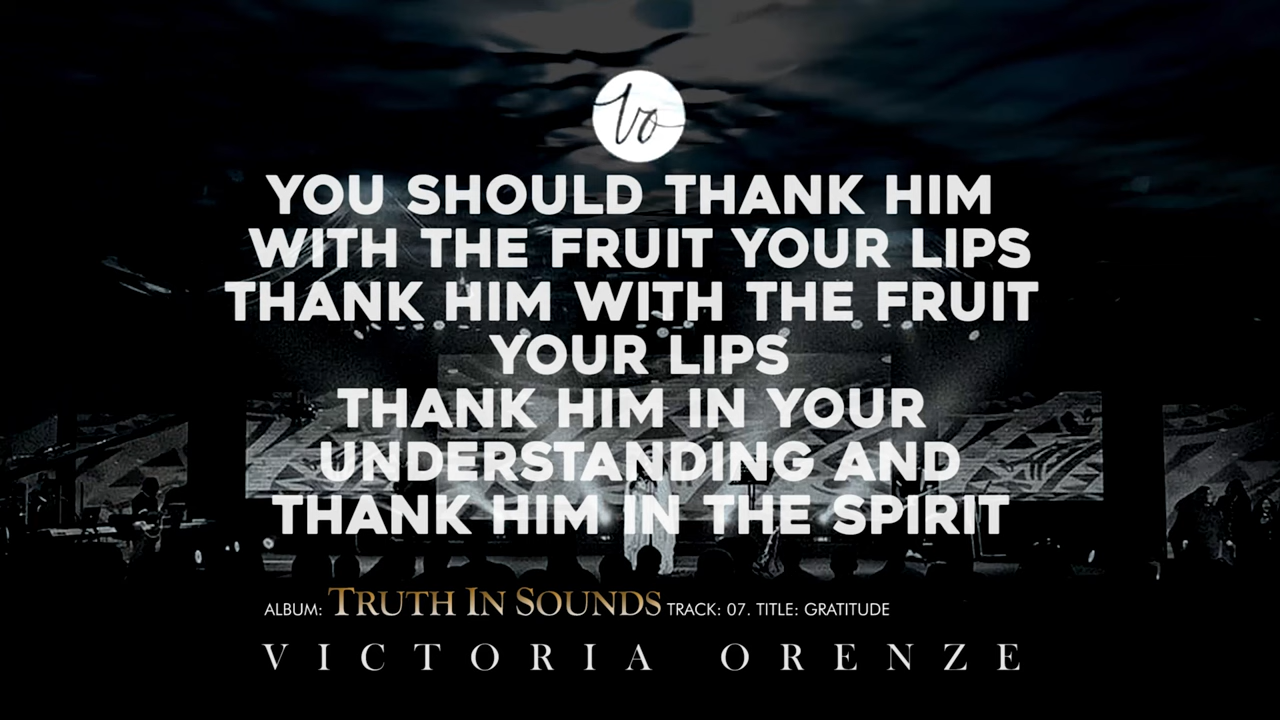 Vo
YOU SHOULD THANK HIM
WITH THE FRUIT YOUR LIPS
THANK HIM WITH THE FRUIT
YOUR LIPS
THANK HIM IN YOUR
UNDERSTANDING AND
THANK HIM IN THE SPIRIT
ALBUM: TRUTH IN SOUNDS TRACK: 07. TITLE: GRATITUDE
VICTORIA ORENZE